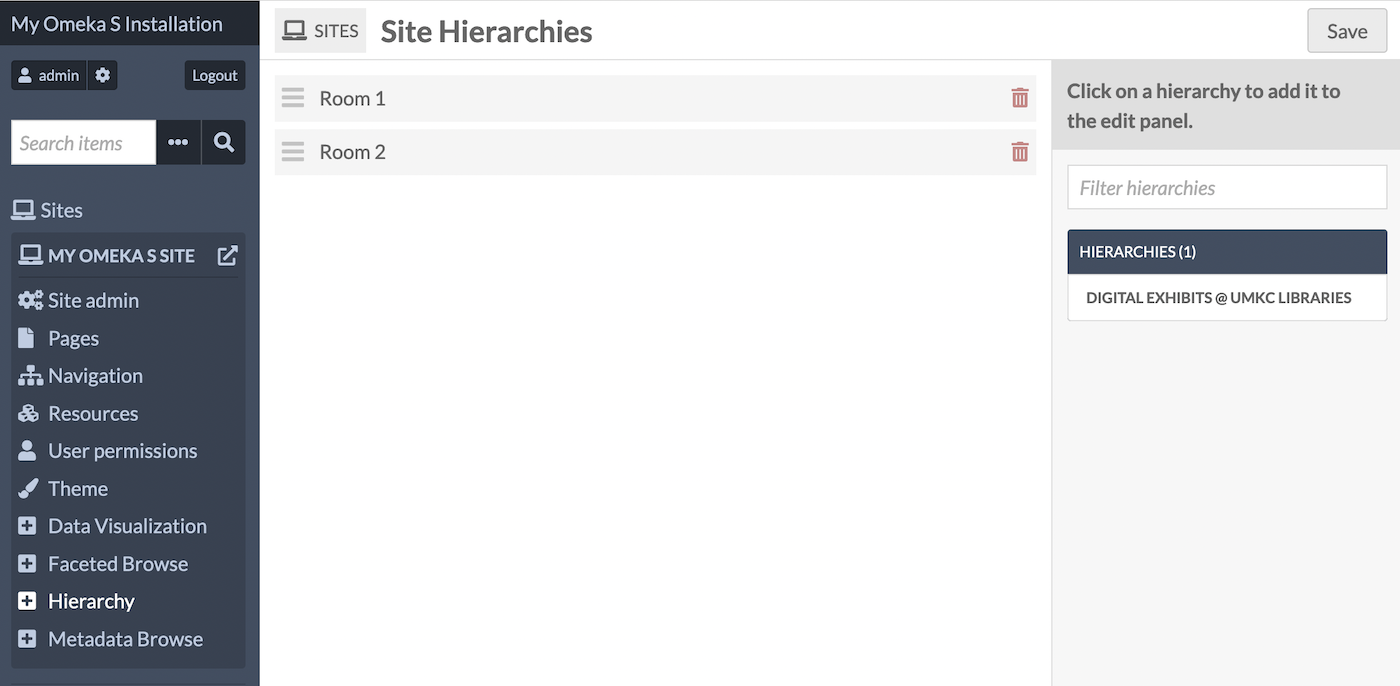 My Omeka S Installation
admin
Logout
Search items
Sites
MY OMEKA S SITE
Site admin
Pages
Navigation
Resources
User permissions
Theme
Data Visualization
Faceted Browse
Hierarchy
Metadata Browse
SITES
Site Hierarchies
Save
Room 1
Room 2
Click on a hierarchy to add it to
the edit panel.
Filter hierarchies
HIERARCHIES (1)
DIGITAL EXHIBITS @ UMKC LIBRARIES